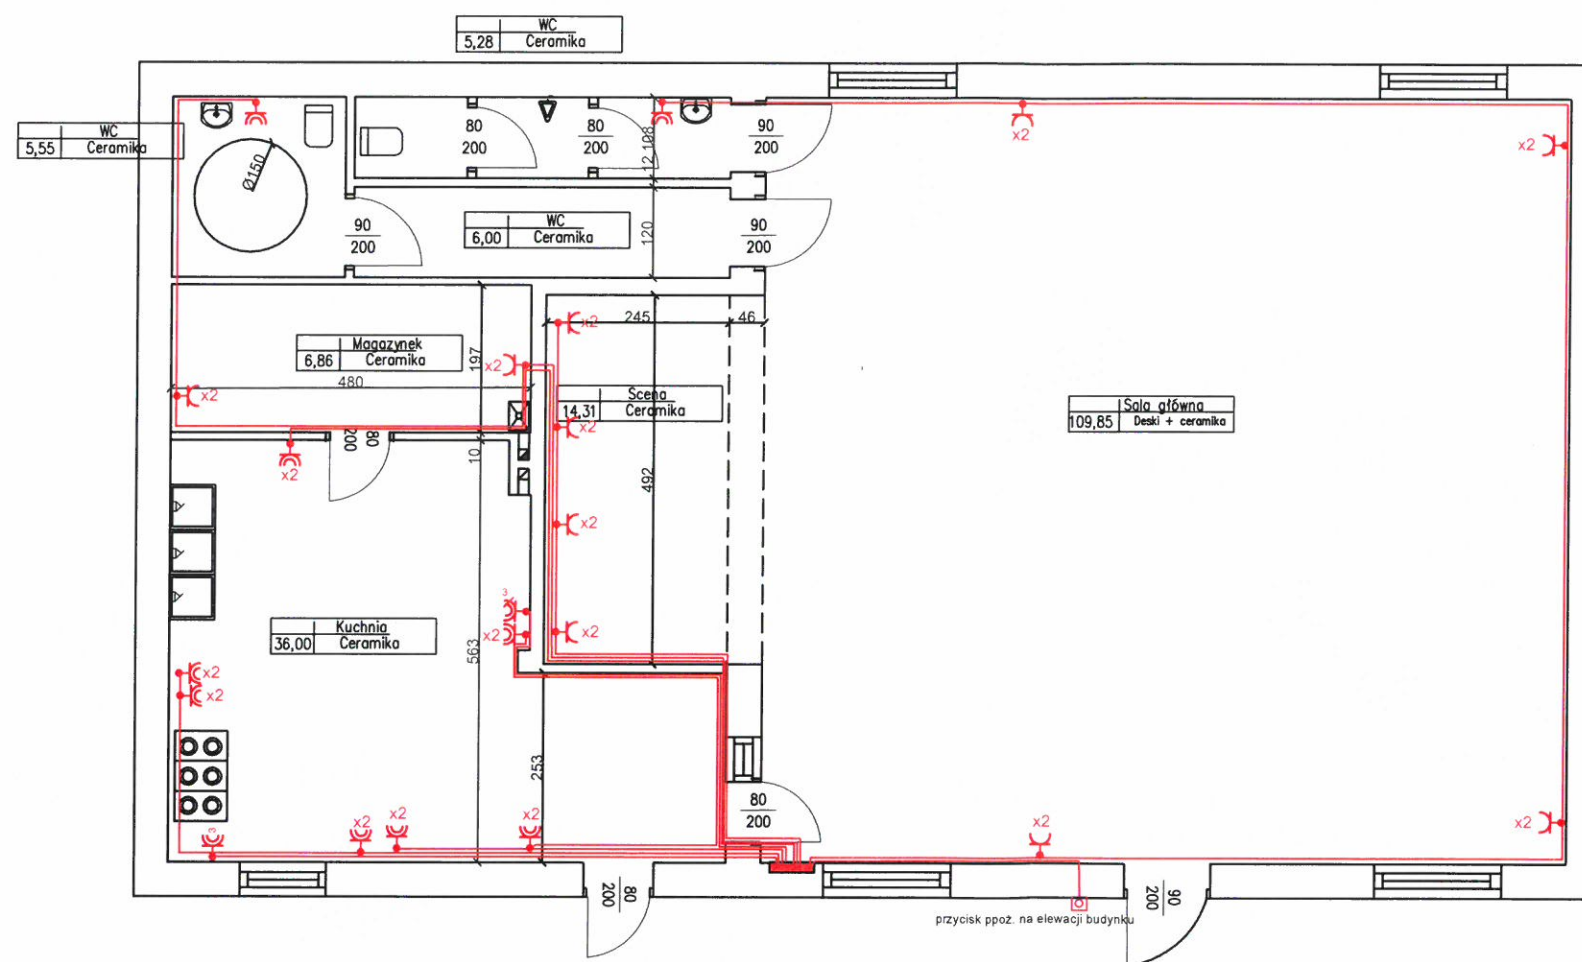 WC
5,28 Ceramika
WC
5,55 Ceramika
Ø150
80
200
80
200
90
200
108
12
90
200
WC
6,00 Ceramika
120
90
200
x2
x2
245
46
x2
Magazynek
6,86 Ceramika
197
480
x2
x2
Scena
14,31 Ceramika
x2
Sala główna
109,85 Deski + ceramika
80
200
10
x2
492
x2
3
x2
x2
Kuchnia
36,00 Ceramika
563
x2
x2
253
80
200
x2
x2
x2
x2
x2
3
80
200
90
200
przycisk ppoż. na elewacji budynku